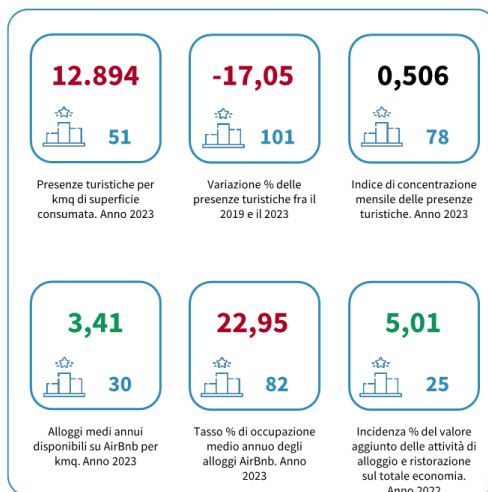 12.894
51
Presenze turistiche per
kmq di superficie
consumata. Anno 2023
-17,05
101
Variazione % delle
presenze turistiche fra il
2019 e il 2023
0,506
78
Indice di concentrazione
mensile delle presenze
turistiche. Anno 2023
3,41
30
Alloggi medi annui
disponibili su AirBnb per
kmq. Anno 2023
22,95
82
Tasso % di occupazione
medio annuo degli
alloggi AirBnb. Anno
2023
5,01
25
Incidenza % del valore
aggiunto delle attività di
alloggio e ristorazione
sul totale economia.
Anno 2022